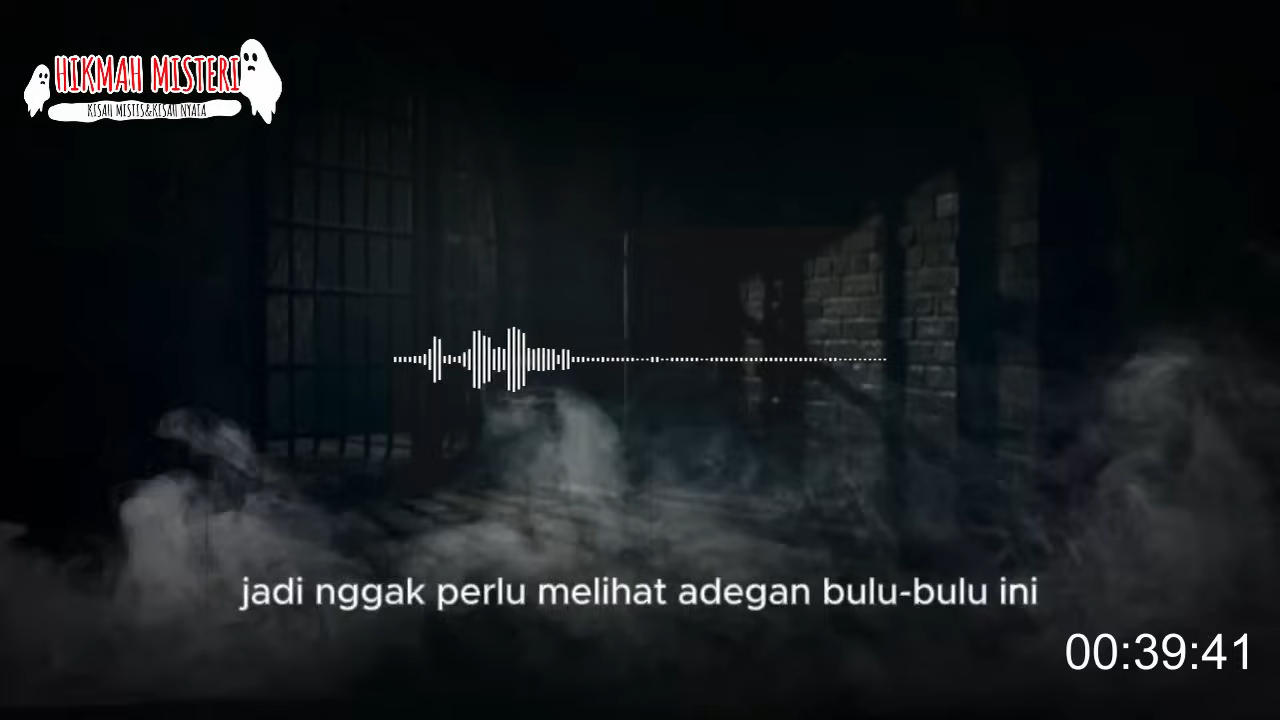 HIKMAH MISTERI
KISAH MISTIS&KISAH NYATA
jadi nggak perlu melihat adegan bulu-bulu ini
00:39:41